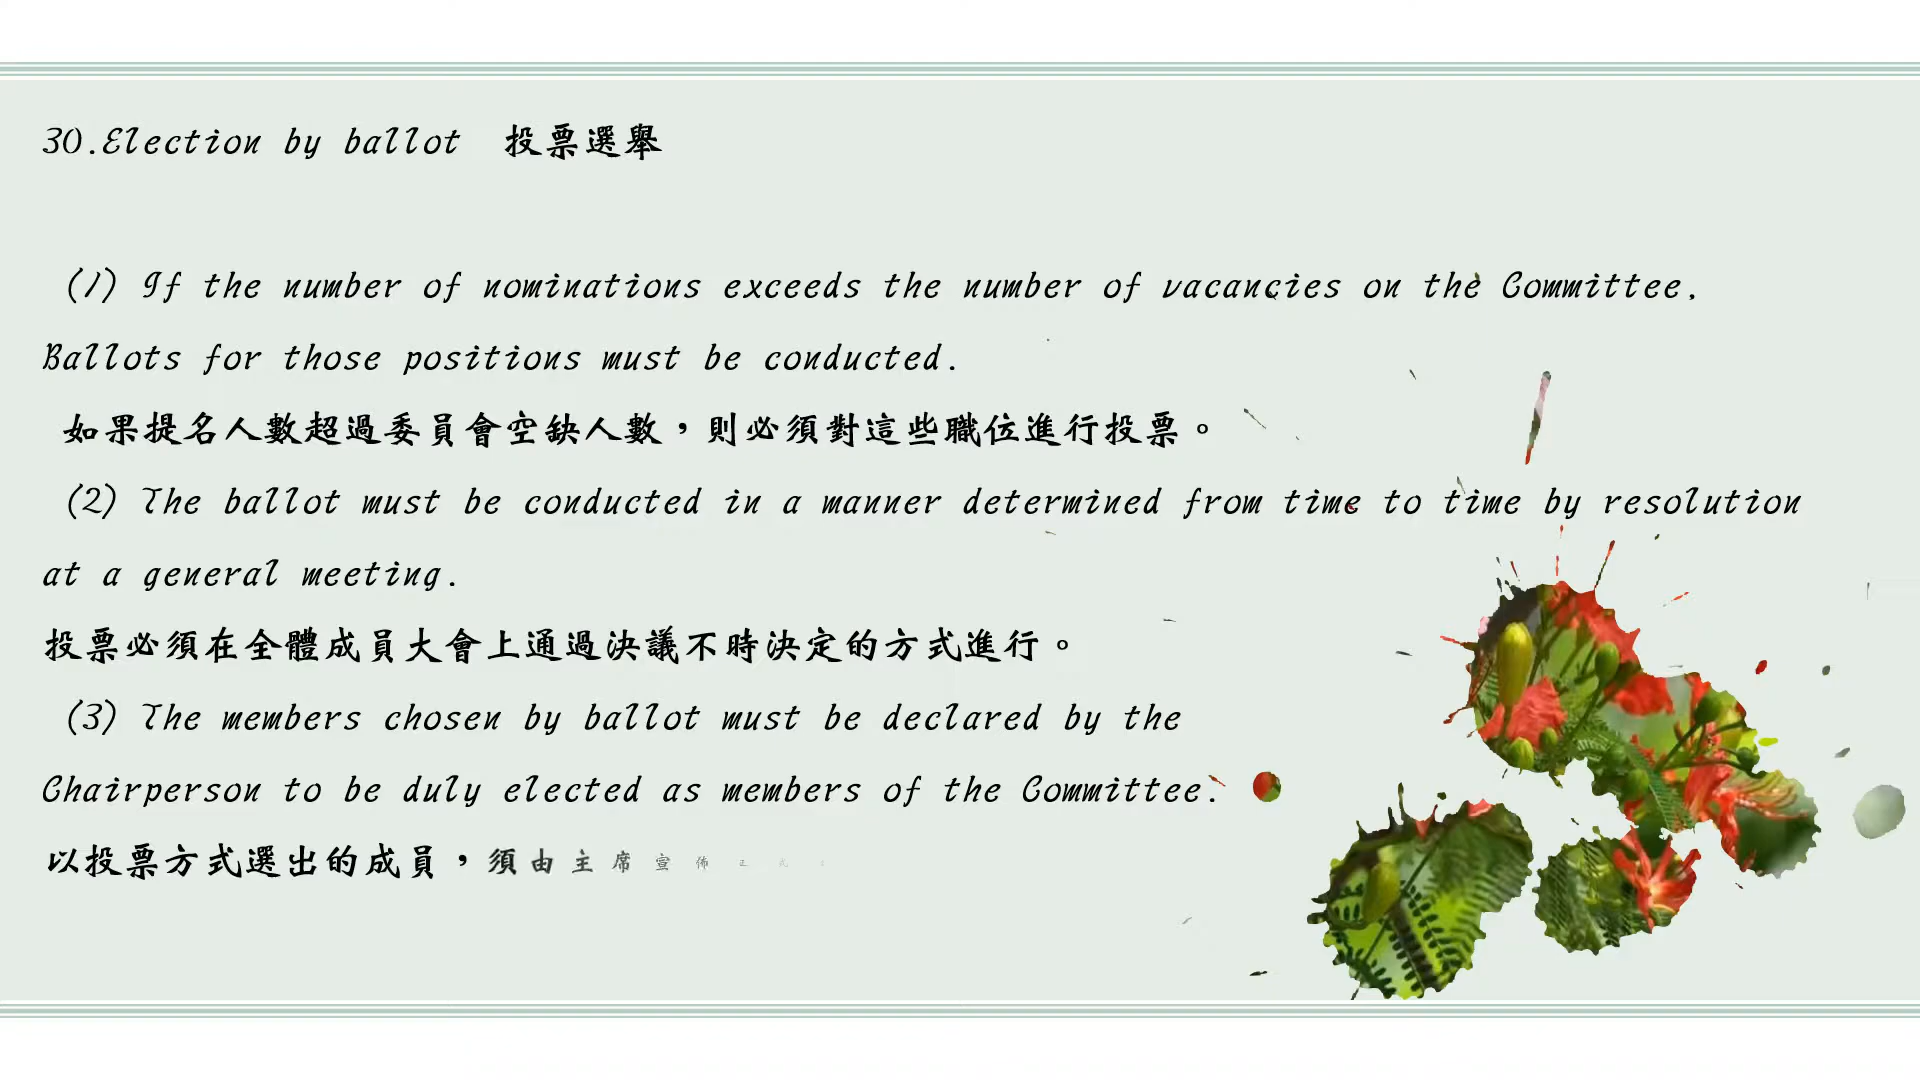 30.Election by ballot 投票選舉
(1) If the number of nominations exceeds the number of vacancies on the Committee,
Ballots for those positions must be conducted.
如果提名人數超過委員會空缺人數，則必須對這些職位進行投票。
(2) The ballot must be conducted in a manner determined from time to time by resolution
at a general meeting.
投票必須在全體成員大會上通過決議不時決定的方式進行。
(3) The members chosen by ballot must be declared by the
Chairperson to be duly elected as members of the Committee.
以投票方式選出的成員，須由主席宣佈正式